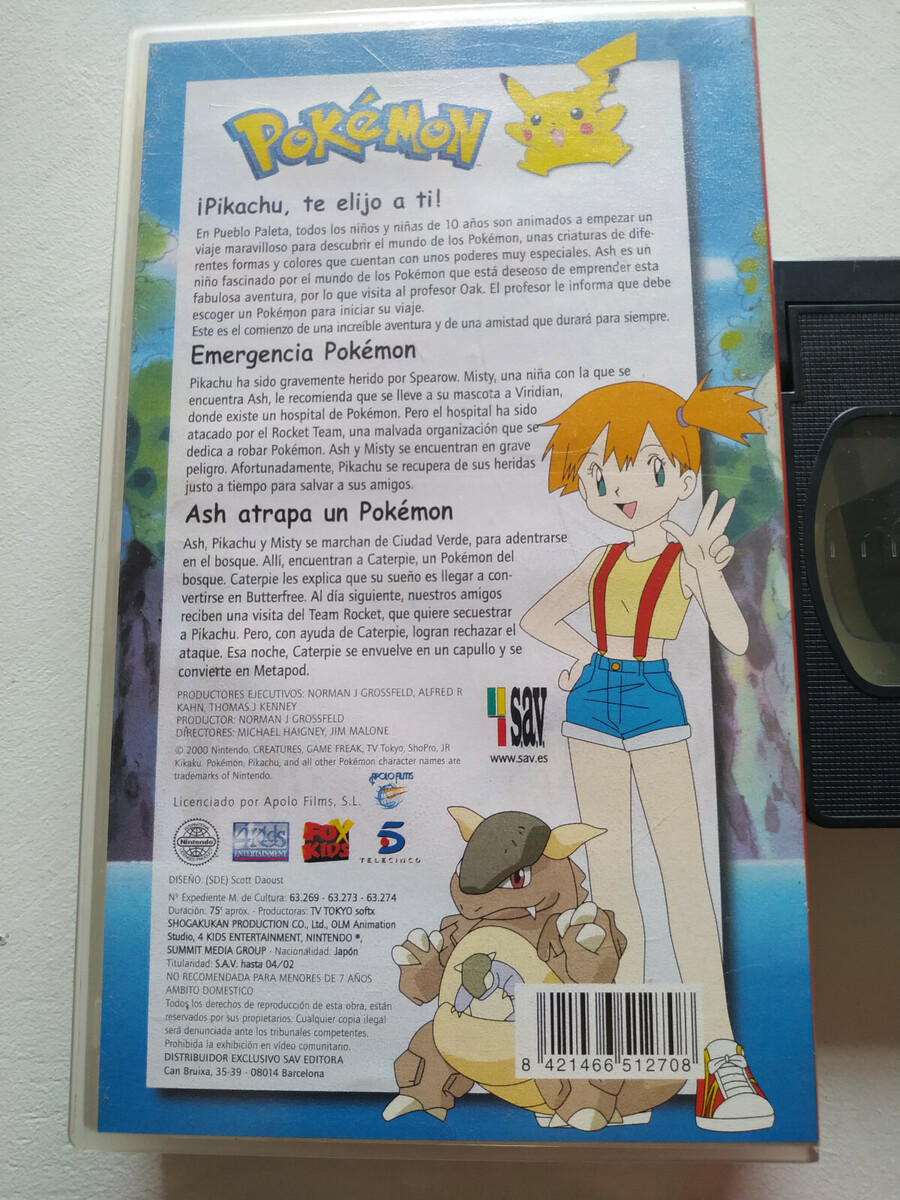 POKéMON
¡Pikachu, te elijo a ti!
En Pueblo Paleta, todos los niños y niñas de 10 años son animados a empezar un
viaje maravilloso para descubrir el mundo de los Pokémon, unas criaturas de dife-
rentes formas y colores que cuentan con unos poderes muy especiales. Ash es un
niño fascinado por el mundo de los Pokémon que está deseoso de emprender esta
fabulosa aventura, por lo que visita al profesor Oak. El profesor le informa que debe
escoger un Pokémon para iniciar su viaje.
Este es el comienzo de una increíble aventura y de una amistad que durará para siempre.
Emergencia Pokémon
Pikachu ha sido gravemente herido por Spearow. Misty, una niña con la que se
encuentra Ash, le recomienda que se lleve a su mascota a Viridian,
donde existe un hospital de Pokémon. Pero el hospital ha sido
atacado por el Rocket Team, una malvada organización que se
dedica a robar Pokémon. Ash y Misty se encuentran en grave
peligro. Afortunadamente, Pikachu se recupera de sus heridas
justo a tiempo para salvar a sus amigos.
Ash atrapa un Pokémon
Ash, Pikachu y Misty se marchan de Ciudad Verde, para adentrarse
en el bosque. Allí, encuentran a Caterpie, un Pokémon del
bosque. Caterpie les explica que su sueño es llegar a con-
vertirse en Butterfree. Al día siguiente, nuestros amigos
reciben una visita del Team Rocket, que quiere secuestrar
a Pikachu. Pero, con ayuda de Caterpie, logran rechazar el
ataque. Esa noche, Caterpie se envuelve en un capullo y se
convierte en Metapod.
PRODUCTORES EJECUTIVOS: NORMAN J GROSSFELD, ALFRED R
KAHN, THOMAS J KENNEY
PRODUCTOR: NORMAN J GROSSFELD
DIRECTORES: MICHAEL HAIGNEY, JIM MALONE
© 2000 Nintendo, CREATURES, GAME FREAK, TV Tokyo, ShoPro, JR
Kikaku. Pokémon, Pikachu, and all other Pokémon character names are
trademarks of Nintendo.
s.a.v.
www.sav.es
APOLO FILMS
Licenciado por Apolo Films, S.L.
Nintendo
4Kids
ENTERTAINMENT
FOX
KIDS
5
TELECINCO
DISEÑO: (SDE) Scott Daoust
Nº Expediente M. de Cultura: 63.269 - 63.273 - 63.274
Duración: 75' aprox. - Productoras: TV TOKYO softx
SHOGAKUKAN PRODUCTION CO., Ltd., OLM Animation
Studio, 4 KIDS ENTERTAINMENT, NINTENDO ®,
SUMMIT MEDIA GROUP - Nacionalidad: Japón
Titularidad: S.A.V. hasta 04/02
NO RECOMENDADA PARA MENORES DE 7 AÑOS
AMBITO DOMESTICO
Todos los derechos de reproducción de esta obra, están
reservados por sus propietarios. Cualquier copia ilegal
será denunciada ante los tribunales competentes.
Prohibida la exhibición en vídeo comunitario.
DISTRIBUIDOR EXCLUSIVO SAV EDITORA
Can Bruixa, 35-39 - 08014 Barcelona
8 421466 512708